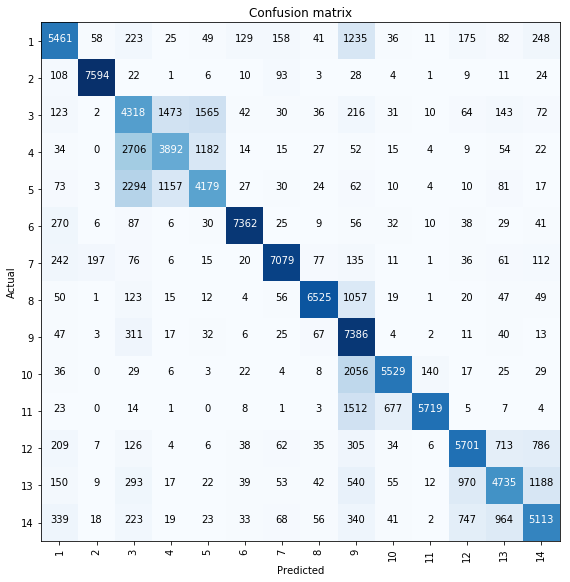 Confusion matrix
1 5461 58 223 25 49 129 158 41 1235 36 11 175 82 248
2 108 7594 22 1 6 10 93 3 28 4 1 9 11 24
3 123 2 4318 1473 1565 42 30 36 216 31 10 64 143 72
4 34 0 2706 3892 1182 14 15 27 52 15 4 9 54 22
5 73 3 2294 1157 4179 27 30 24 62 10 4 10 81 17
6 270 6 87 6 30 7362 25 9 56 32 10 38 29 41
7 242 197 76 6 15 20 7079 77 135 11 1 36 61 112
8 50 1 123 15 12 4 56 6525 1057 19 1 20 47 49
9 47 3 311 17 32 6 25 67 7386 4 2 11 40 13
10 36 0 29 6 3 22 4 8 2056 5529 140 17 25 29
11 23 0 14 1 0 8 1 3 1512 677 5719 5 7 4
12 209 7 126 4 6 38 62 35 305 34 6 5701 713 786
13 150 9 293 17 22 39 53 42 540 55 12 970 4735 1188
14 339 18 223 19 23 33 68 56 340 41 2 747 964 5113
1 2 3 4 5 6 7 8 9 10 11 12 13 14
Actual
Predicted